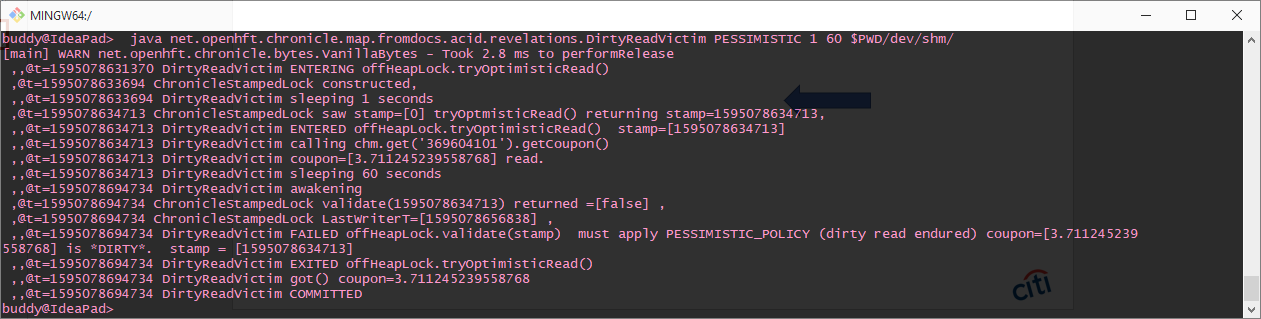 MINGW64:/
buddy@IdeaPad>  java net.openhft.chronicle.map.fromdocs.acid.revelations.DirtyReadVictim PESSIMISTIC 1 60 $PWD/dev/shm/
[main] WARN net.openhft.chronicle.bytes.VanillaBytes - Took 2.8 ms to performRelease
 ,,@t=1595078631370 DirtyReadVictim ENTERING offHeapLock.tryOptimisticRead()
 ,@t=1595078633694 ChronicleStampedLock constructed,
 ,,@t=1595078633694 DirtyReadVictim sleeping 1 seconds
 ,@t=1595078634713 ChronicleStampedLock saw stamp=[0] tryOptmisticRead() returning stamp=1595078634713,
 ,,@t=1595078634713 DirtyReadVictim ENTERED offHeapLock.tryOptimisticRead()  stamp=[1595078634713]
 ,,@t=1595078634713 DirtyReadVictim calling chm.get('369604101').getCoupon()
 ,,@t=1595078634713 DirtyReadVictim coupon=[3.711245239558768] read.
 ,,@t=1595078634713 DirtyReadVictim sleeping 60 seconds
 ,,@t=1595078694734 DirtyReadVictim awakening
 ,@t=1595078694734 ChronicleStampedLock validate(1595078634713) returned =[false] ,
 ,@t=1595078694734 ChronicleStampedLock LastWriterT=[1595078656838] ,
 ,,@t=1595078694734 DirtyReadVictim FAILED offHeapLock.validate(stamp)  must apply PESSIMISTIC_POLICY (dirty read endured) coupon=[3.711245239
558768] is *DIRTY*.  stamp = [1595078634713]
 ,,@t=1595078694734 DirtyReadVictim EXITED offHeapLock.tryOptimisticRead()
 ,,@t=1595078694734 DirtyReadVictim got() coupon=3.711245239558768
 ,,@t=1595078694734 DirtyReadVictim COMMITTED
buddy@IdeaPad>
citi